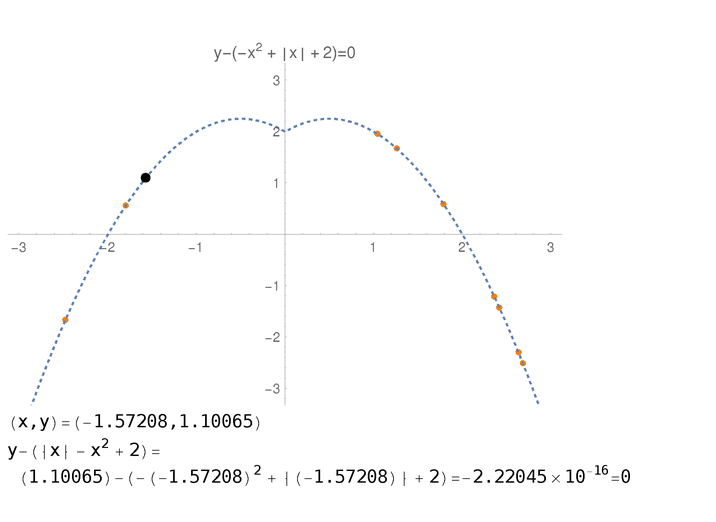 y−(−x² + |x| +2)=0
3
2
1
−3 −2 −1 1 2 3
−1
−2
−3
(x,y)=(−1.57208,1.10065)
y−(|x| − x² + 2) =
(1.10065)−(−(−1.57208)² + |(−1.57208)| + 2)=−2.22045×10⁻¹⁶=0